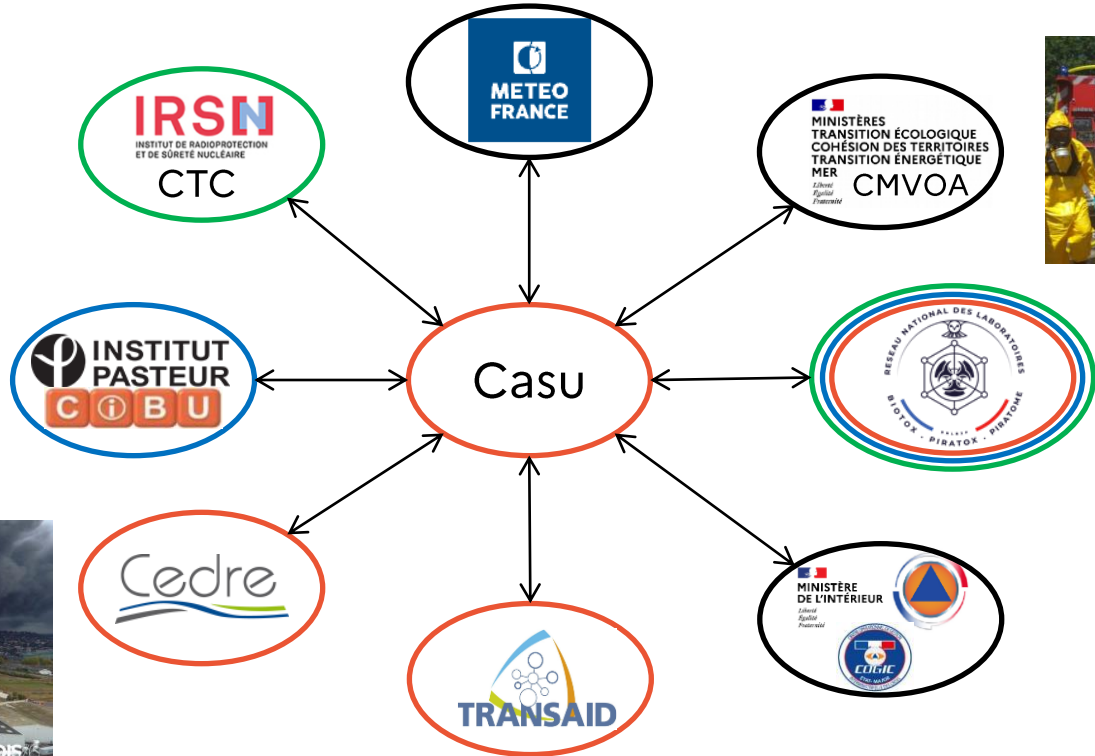 METEO
FRANCE
IRSN
INSTITUT DE RADIOPROTECTION
ET DE SÛRETÉ NUCLÉAIRE
CTC
MINISTÈRES
TRANSITION ÉCOLOGIQUE
COHÉSION DES TERRITOIRES
TRANSITION ÉNERGÉTIQUE
MER
Liberté
Égalité
Fraternité
CMVOA
INSTITUT
PASTEUR
CiBU
Casu
RESEAU NATIONAL DES LABORATOIRES
BIOTOX - PIRATOX - PIRATOME
Cedre
TRANSAID
MINISTÈRE
DE L'INTÉRIEUR
Liberté
Égalité
Fraternité
COGIC